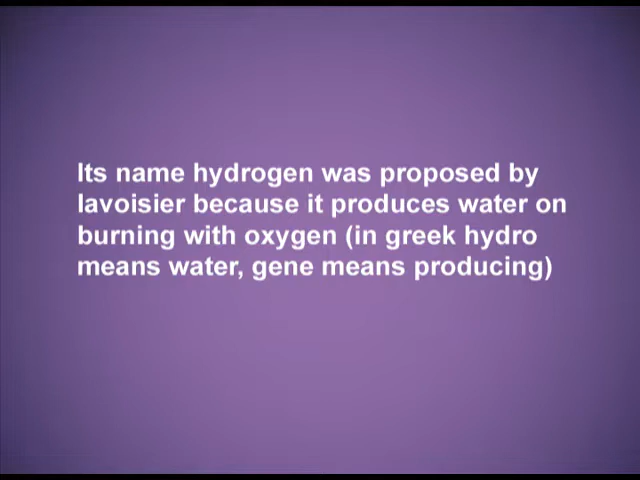 Its name hydrogen was proposed by
lavoisier because it produces water on
burning with oxygen (in greek hydro
means water, gene means producing)